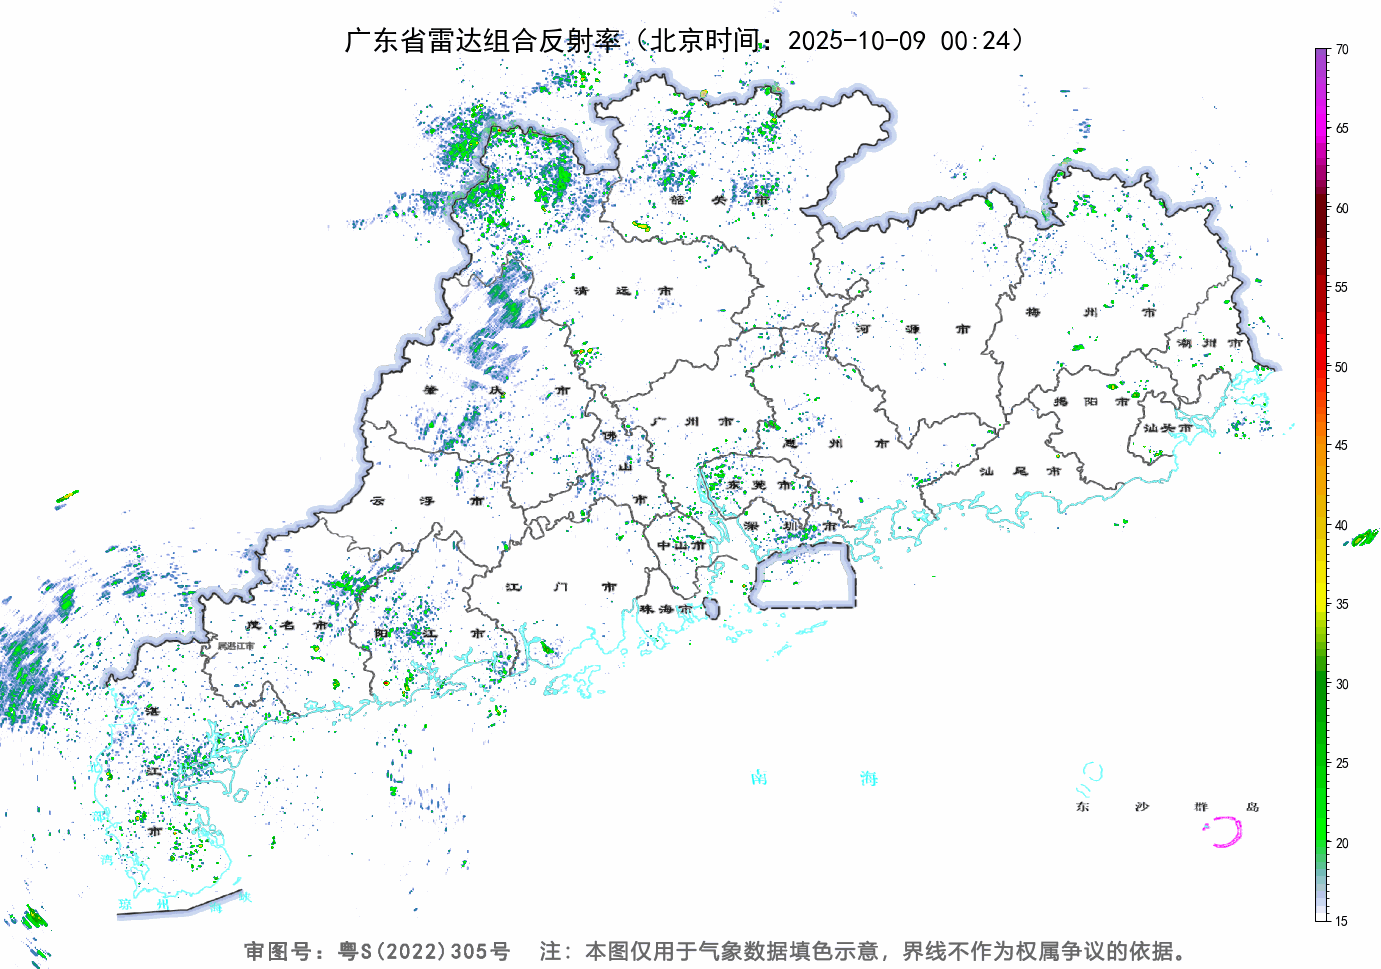 广东省雷达组合反射率（北京时间：2025-10-09 00:24）
70
65
60
55
50
45
40
35
30
25
20
15
韶关市
清远市
河源市
梅州市
潮州市
肇庆市
广州市
佛山市
惠州市
揭阳市
汕头市
汕尾市
云浮市
东莞市
深圳市
中山市
江门市
珠海市
茂名市
属湛江市
阳江市
湛江市
南海
东沙群岛
北部湾
琼州海峡
审图号：粤S(2022)305号 注：本图仅用于气象数据填色示意，界线不作为权属争议的依据。